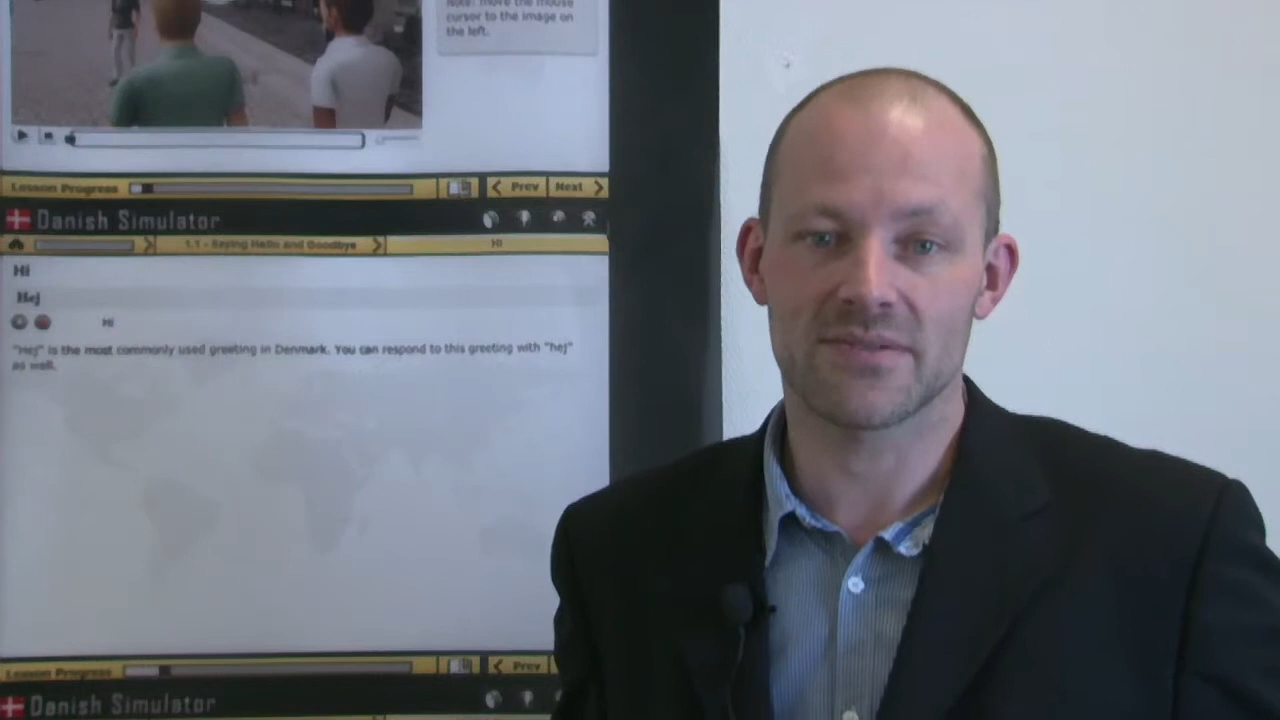 Note: move the mouse
cursor to the image on
the left.
Lesson Progress
Prev
Next
Danish Simulator
1.1 - Saying Hello and Goodbye
Hi
Hi
Hej
Hi
"Hej" is the most commonly used greeting in Denmark. You can respond to this greeting with "hej"
as well.
Lesson Progress
Prev
Danish Simulator